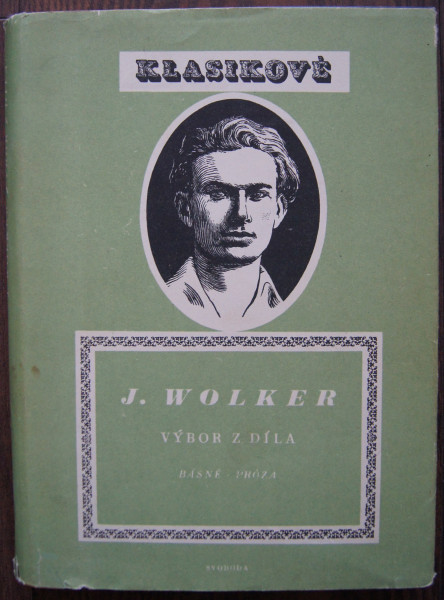 KLASIKOVÉ
J. WOLKER
VÝBOR Z DÍLA
BÁSNĚ · PRÓZA
SVOBODA